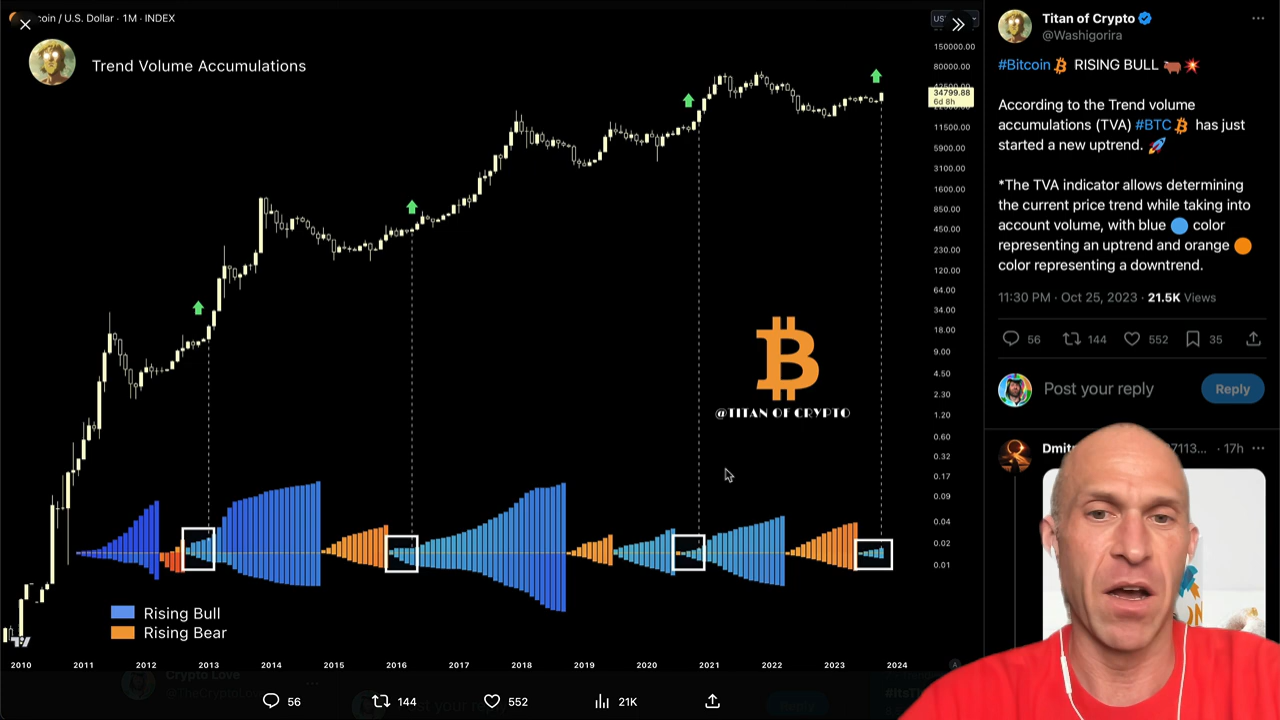 coin / U.S. Dollar · 1M · INDEX
Trend Volume Accumulations
150000.00
80000.00
34799.88
6d 8h
11500.00
5900.00
3100.00
1600.00
850.00
450.00
230.00
120.00
64.00
34.00
18.00
9.00
4.50
2.30
1.20
0.60
0.32
0.17
0.09
0.04
0.02
0.01
@TITAN OF CRYPTO
Rising Bull
Rising Bear
2010 2011 2012 2013 2014 2015 2016 2017 2018 2019 2020 2021 2022 2023 2024
Crypto Love
56 144 552 21K
Titan of Crypto
@Washigorira
#Bitcoin RISING BULL
According to the Trend volume
accumulations (TVA) #BTC has just
started a new uptrend.
*The TVA indicator allows determining
the current price trend while taking into
account volume, with blue color
representing an uptrend and orange
color representing a downtrend.
11:30 PM · Oct 25, 2023 · 21.5K Views
56 144 552 35
Post your reply
Reply
7113... · 17h